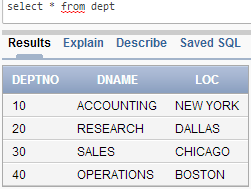 select * from dept
Results Explain Describe Saved SQL
DEPTNO DNAME LOC
10 ACCOUNTING NEW YORK
20 RESEARCH DALLAS
30 SALES CHICAGO
40 OPERATIONS BOSTON